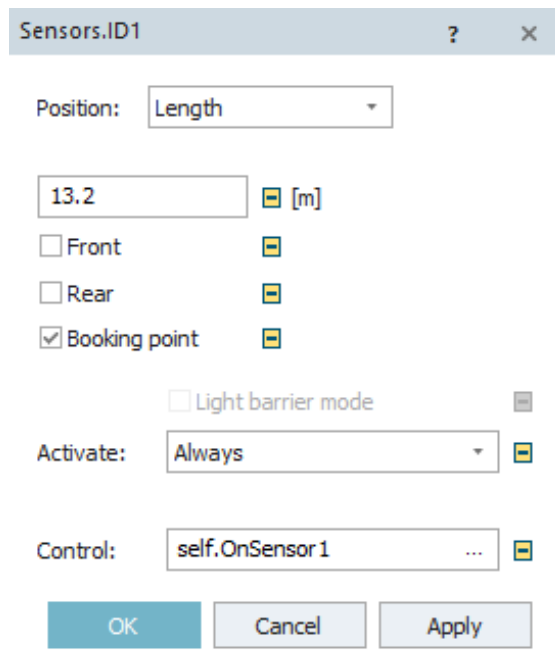 Sensors.ID1 ? ×
Position: Length
13.2 [m]
Front
Rear
Booking point
Light barrier mode
Activate: Always
Control: self.OnSensor1 ...
OK Cancel Apply